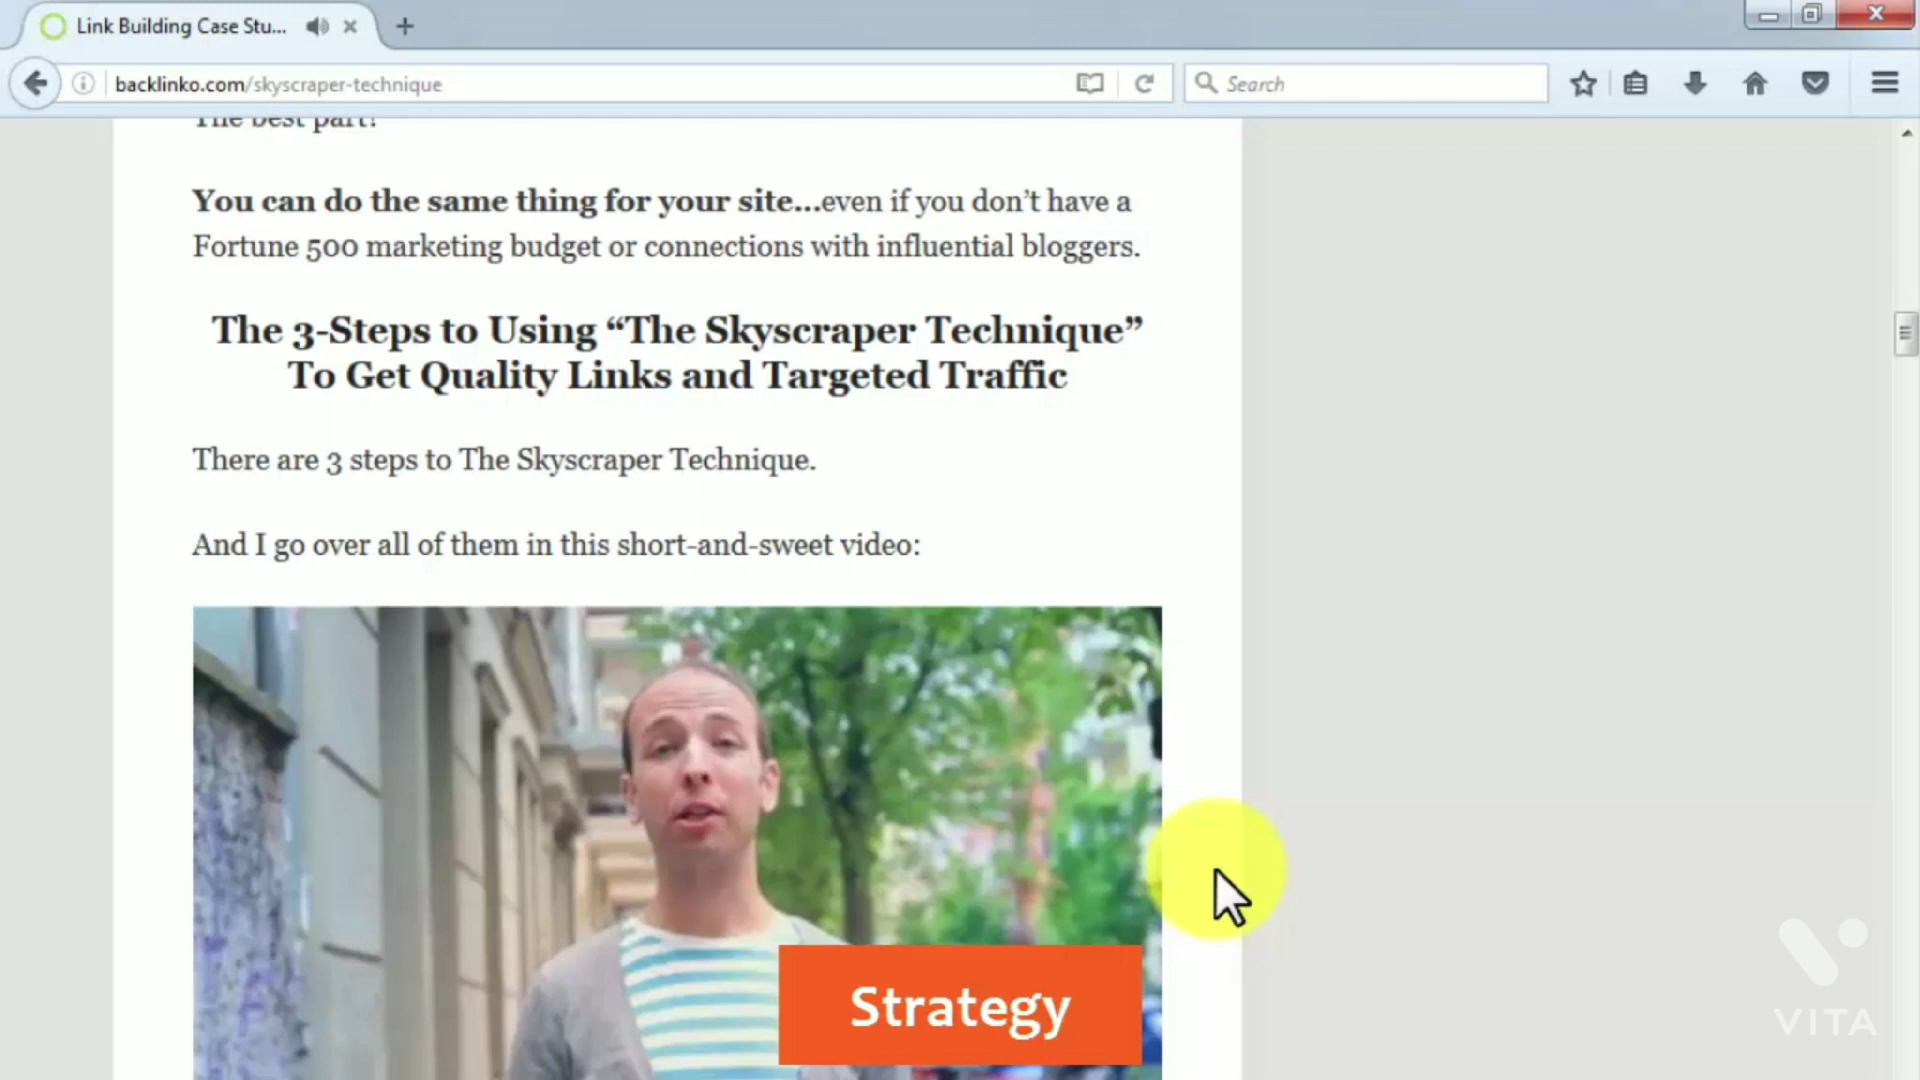 Link Building Case Stu...
backlinko.com/skyscraper-technique
Search
The best part?
You can do the same thing for your site...even if you don’t have a
Fortune 500 marketing budget or connections with influential bloggers.
The 3-Steps to Using “The Skyscraper Technique”
To Get Quality Links and Targeted Traffic
There are 3 steps to The Skyscraper Technique.
And I go over all of them in this short-and-sweet video:
Strategy
VITA